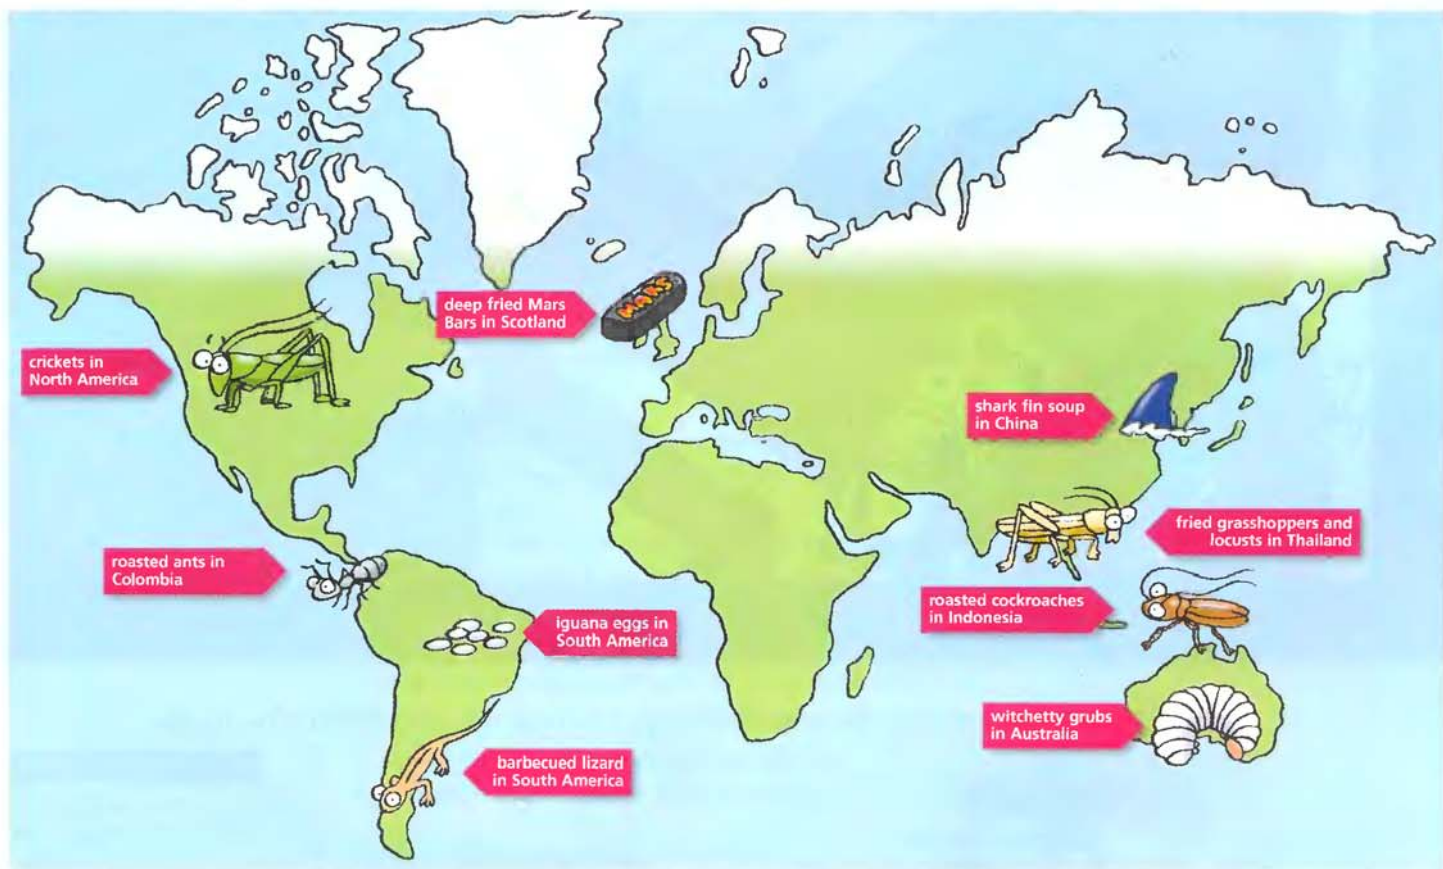 deep fried Mars
Bars in Scotland
MARS
crickets in
North America
shark fin soup
in China
fried grasshoppers and
locusts in Thailand
roasted ants in
Colombia
roasted cockroaches
in Indonesia
iguana eggs in
South America
witchetty grubs
in Australia
barbecued lizard
in South America